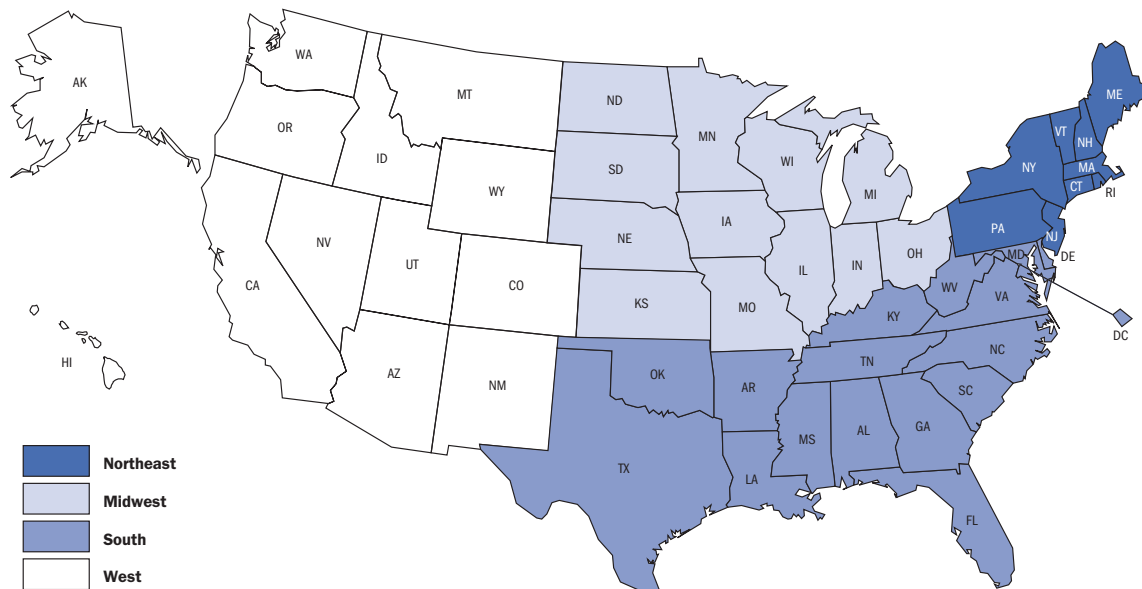 WA
AK
MT
ND
ME
OR
MN
VT
NH
ID
WI
SD
MA
NY
WY
MI
CT
RI
IA
PA
NJ
NE
NV
OH
MD
DE
UT
IL
IN
CA
CO
WV
VA
KS
MO
KY
DC
NC
HI
TN
AZ
OK
NM
AR
SC
GA
AL
MS
Northeast
TX
LA
Midwest
FL
South
West